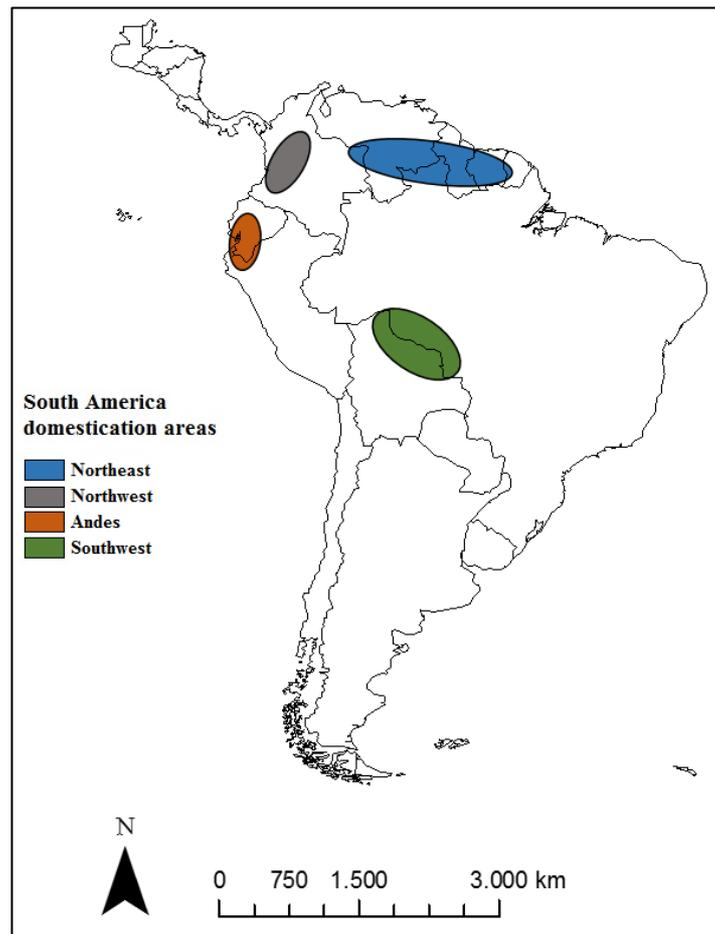 South America
domestication areas
Northeast
Northwest
Andes
Southwest
N
0 750 1.500 3.000 km